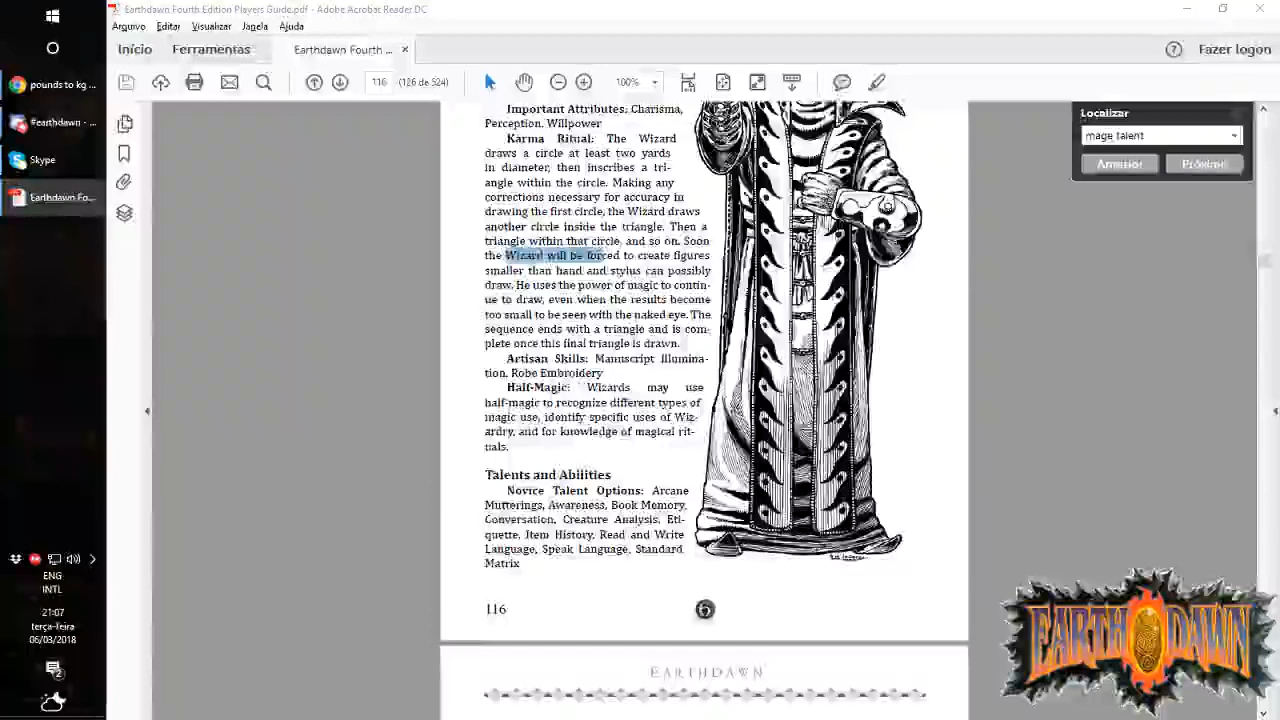 Earthdawn Fourth Edition Players Guide.pdf - Adobe Acrobat Reader DC
Arquivo Editar Visualizar Janela Ajuda
Início Ferramentas Earthdawn Fourth ... × ? Fazer logon
116 (126 de 524) 100%
pounds to kg ...
#earthdawn - ...
Skype
Earthdawn Fo...
Localizar
mage talent
Anterior Próximo
Important Attributes: Charisma,
Perception, Willpower
Karma Ritual: The Wizard
draws a circle at least two yards
in diameter, then inscribes a tri-
angle within the circle. Making any
corrections necessary for accuracy in
drawing the first circle, the Wizard draws
another circle inside the triangle. Then a
triangle within that circle, and so on. Soon
the Wizard will be forced to create figures
smaller than hand and stylus can possibly
draw. He uses the power of magic to contin-
ue to draw, even when the results become
too small to be seen with the naked eye. The
sequence ends with a triangle and is com-
plete once this final triangle is drawn.
Artisan Skills: Manuscript Illumina-
tion, Robe Embroidery
Half-Magic: Wizards may use
half-magic to recognize different types of
magic use, identify specific uses of Wiz-
ardry, and for knowledge of magical rit-
uals.
Talents and Abilities
Novice Talent Options: Arcane
Mutterings, Awareness, Book Memory,
Conversation, Creature Analysis, Eti-
quette, Item History, Read and Write
Language, Speak Language, Standard
Matrix
116
EARTHDAWN
ENG
INTL
21:07
terça-feira
06/03/2018
2
EARTHDAWN